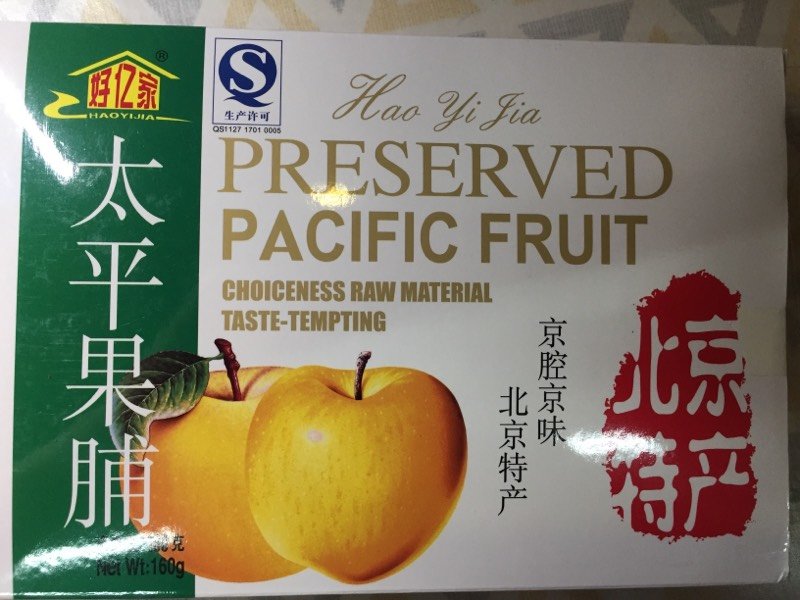 好亿家
®
HAOYIJIA
太平果脯
生产许可
QS1127 1701 0005
Hao Yi Jia
PRESERVED
PACIFIC FRUIT
CHOICENESS RAW MATERIAL
TASTE-TEMPTING
京腔京味
北京特产
北京
特产
克
Net Wt:160g